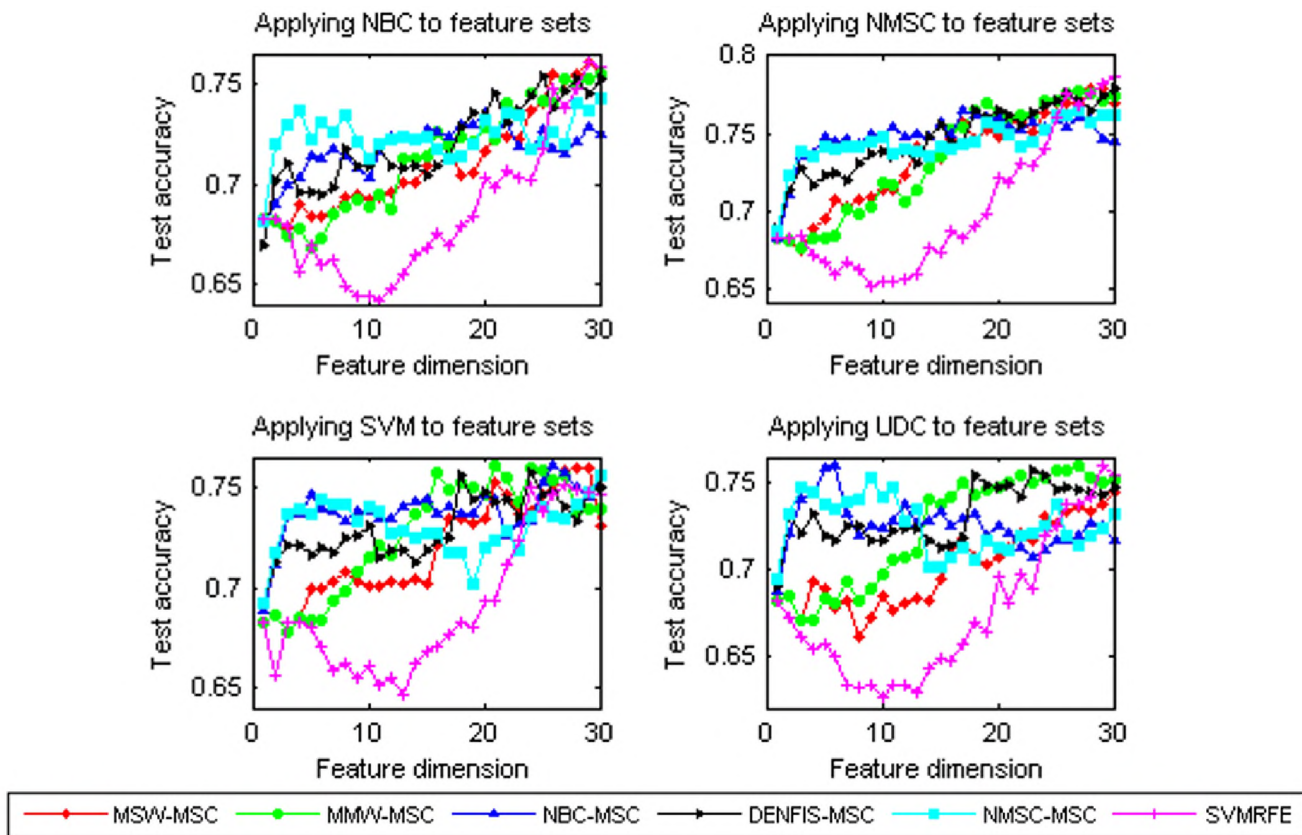 Applying NBC to feature sets
Applying NMSC to feature sets
0.8
0.75
0.7
0.65
Test accuracy
0 10 20 30
Feature dimension
0.75
0.7
0.65
Test accuracy
0 10 20 30
Feature dimension
Applying SVM to feature sets
Applying UDC to feature sets
0.75
0.7
0.65
Test accuracy
0 10 20 30
Feature dimension
0.75
0.7
0.65
Test accuracy
0 10 20 30
Feature dimension
MSW-MSC MMW-MSC NBC-MSC DENFIS-MSC NMSC-MSC SVMRFE